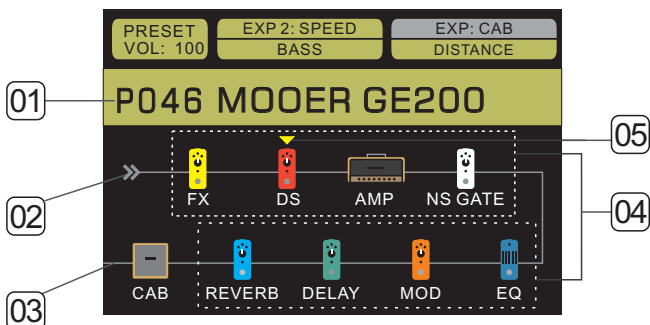 PRESET
VOL: 100
EXP 2: SPEED
BASS
EXP: CAB
DISTANCE
01
P046 MOOER GE200
05
02
FX
DS
AMP
NS GATE
04
03
CAB
REVERB
DELAY
MOD
EQ